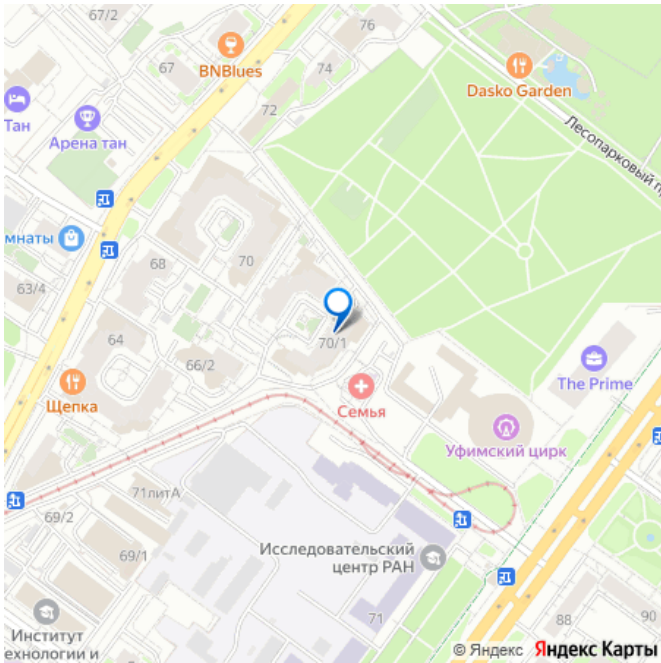 67/2
76
67
BNBlues
74
Dasko Garden
72
Тан
Арена тан
Лесопарковый пр
мнаты
68
70
63/4
64
66/2
70/1
The Prime
Щепка
Семья
Уфимский цирк
71литА
69/2
69/1
Исследовательский
центр РАН
71
88
90
Институт
ехнологии и
© Яндекс Яндекс Карты